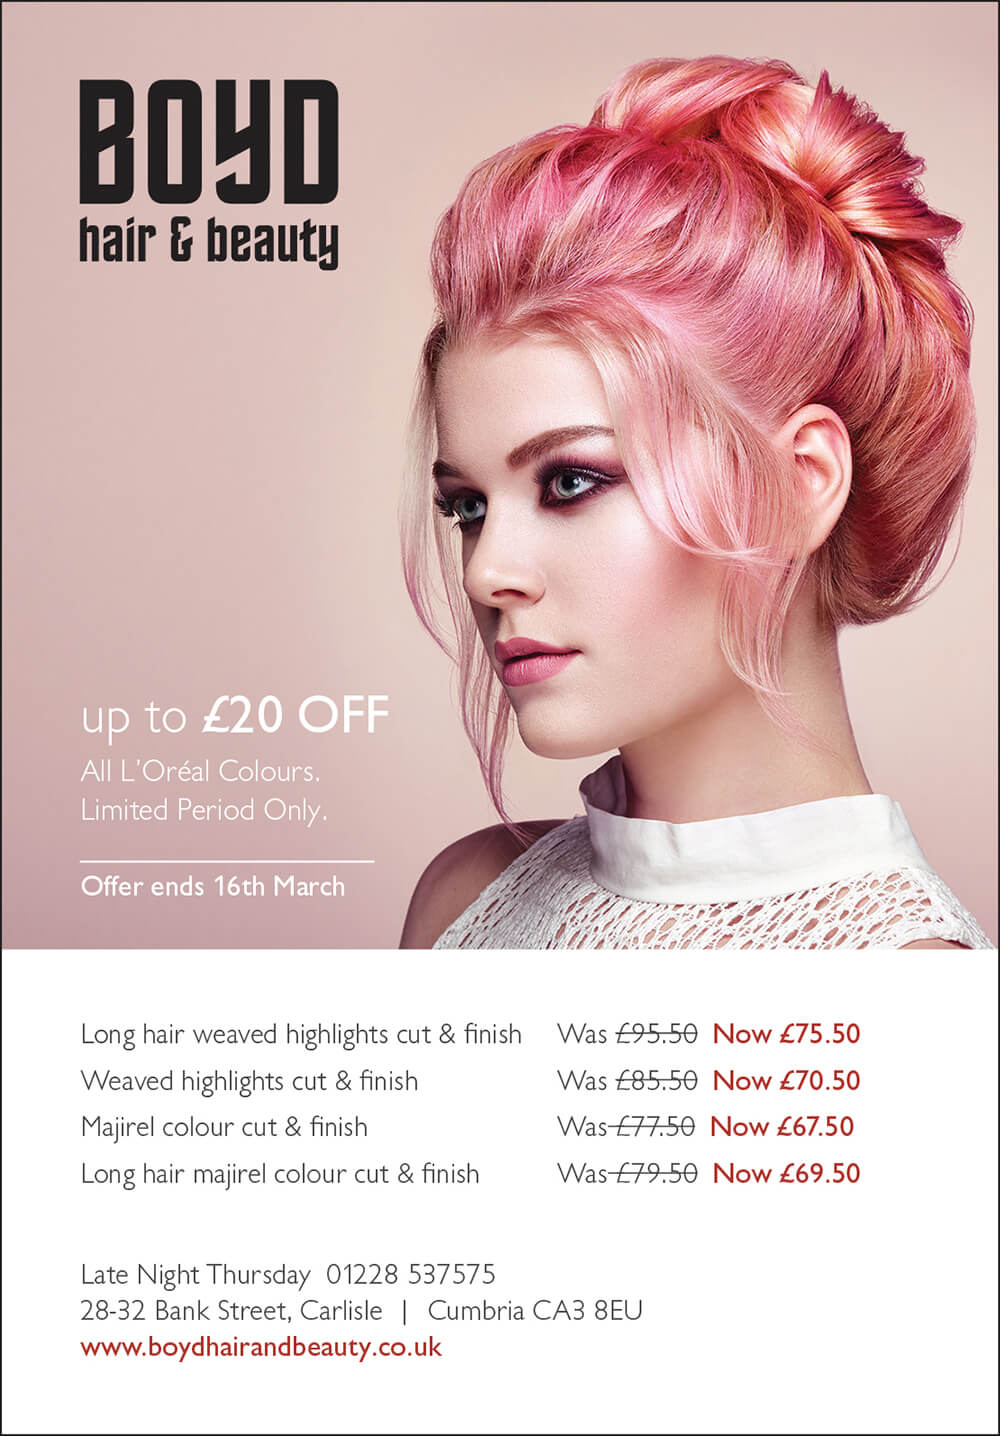 BOYD
hair & beauty
up to £20 OFF
All L'Oréal Colours.
Limited Period Only.
Offer ends 16th March
Long hair weaved highlights cut & finish Was £95.50 Now £75.50
Weaved highlights cut & finish Was £85.50 Now £70.50
Majirel colour cut & finish Was £77.50 Now £67.50
Long hair majirel colour cut & finish Was £79.50 Now £69.50
Late Night Thursday 01228 537575
28-32 Bank Street, Carlisle | Cumbria CA3 8EU
www.boydhairandbeauty.co.uk